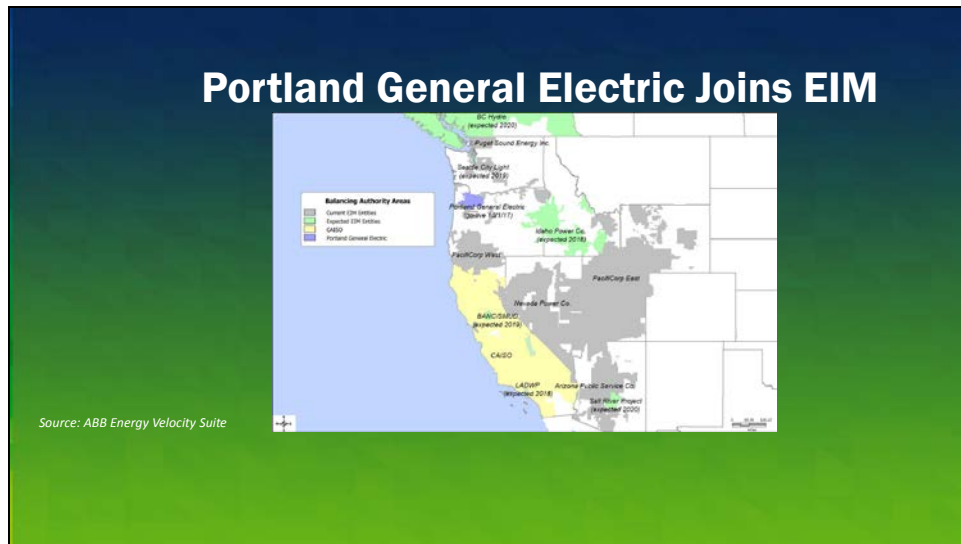 Portland General Electric Joins EIM
BC Hydro
(expected 2020)
Puget Sound Energy Inc.
Seattle City Light
(expected 2019)
Balancing Authority Areas
Current EIM Entities
Expected EIM Entities
CAISO
Portland General Electric
Portland General Electric
Idaho Power Co.
(expected 2018)
PacifiCorp West
PacifiCorp East
Nevada Power Co.
BANC/SMUD
(expected 2019)
CAISO
LADWP
(expected 2018)
Arizona Public Service Co.
Salt River Project
(expected 2020)
Source: ABB Energy Velocity Suite